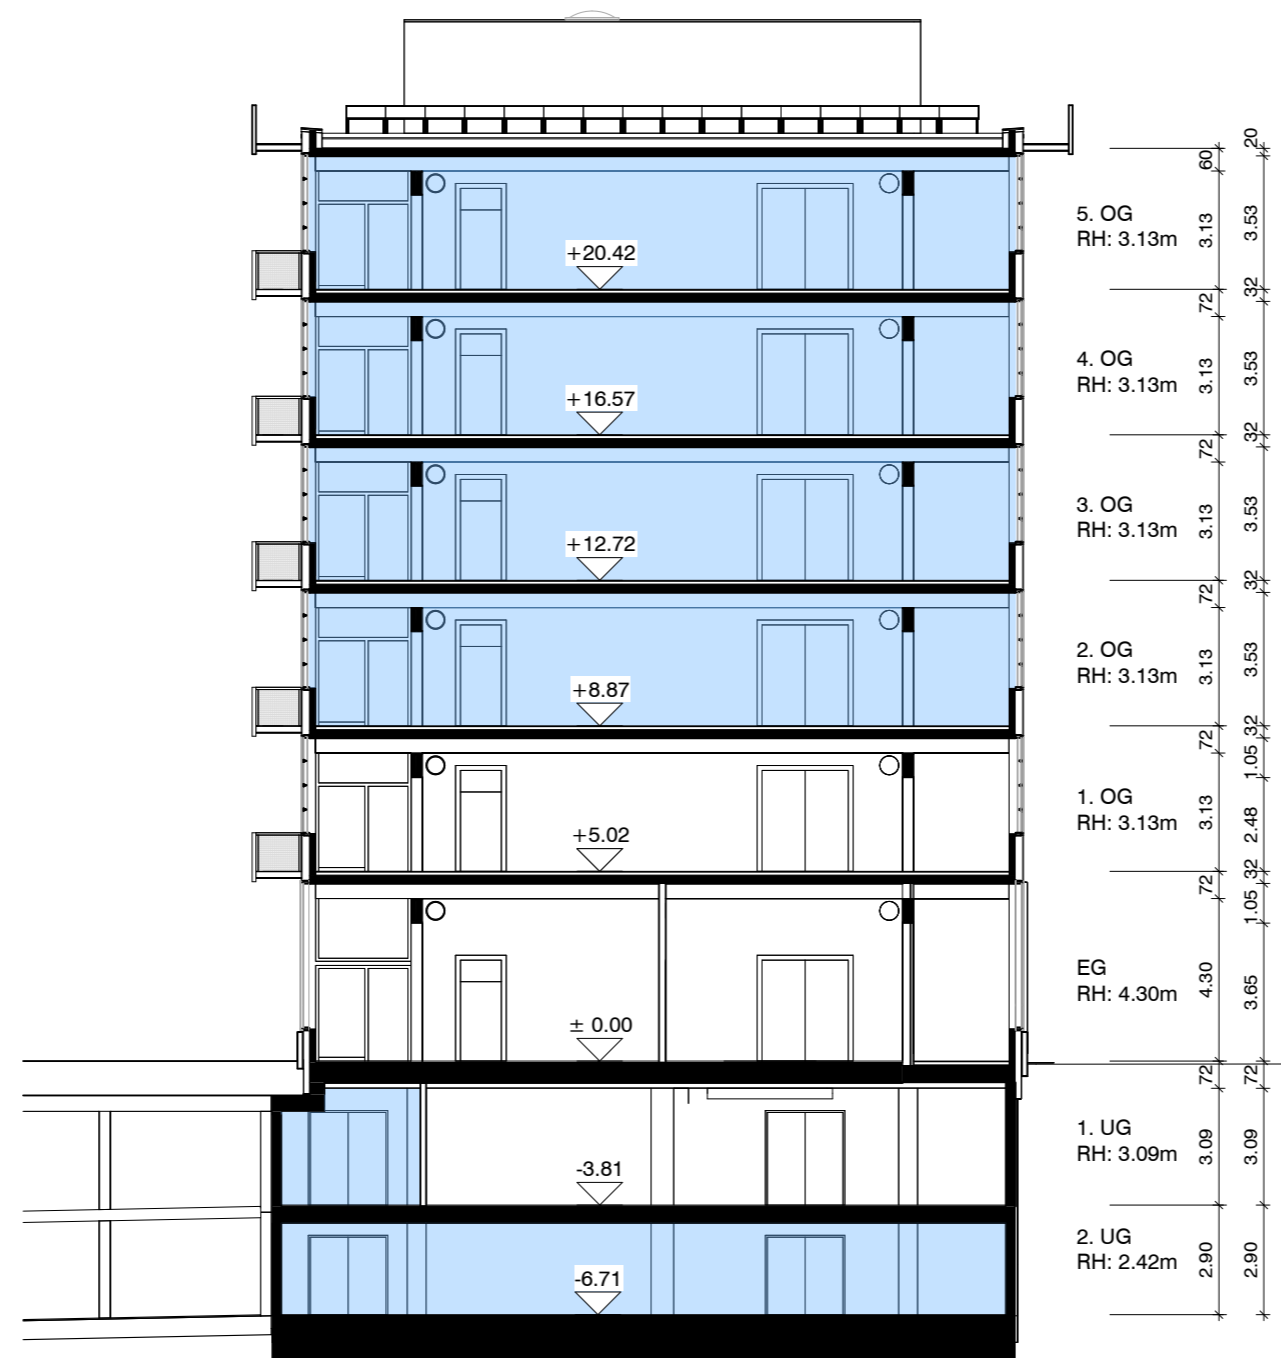 20
60
5. OG
RH: 3.13m
3.13
3.53
+20.42
32
72
4. OG
RH: 3.13m
3.13
3.53
+16.57
32
72
3. OG
RH: 3.13m
3.13
3.53
+12.72
32
72
2. OG
RH: 3.13m
3.13
3.53
+8.87
32
72
1.05
1. OG
RH: 3.13m
3.13
2.48
+5.02
32
72
1.05
EG
RH: 4.30m
4.30
3.65
± 0.00
72
72
1. UG
RH: 3.09m
3.09
3.09
-3.81
2. UG
RH: 2.42m
2.90
2.90
-6.71